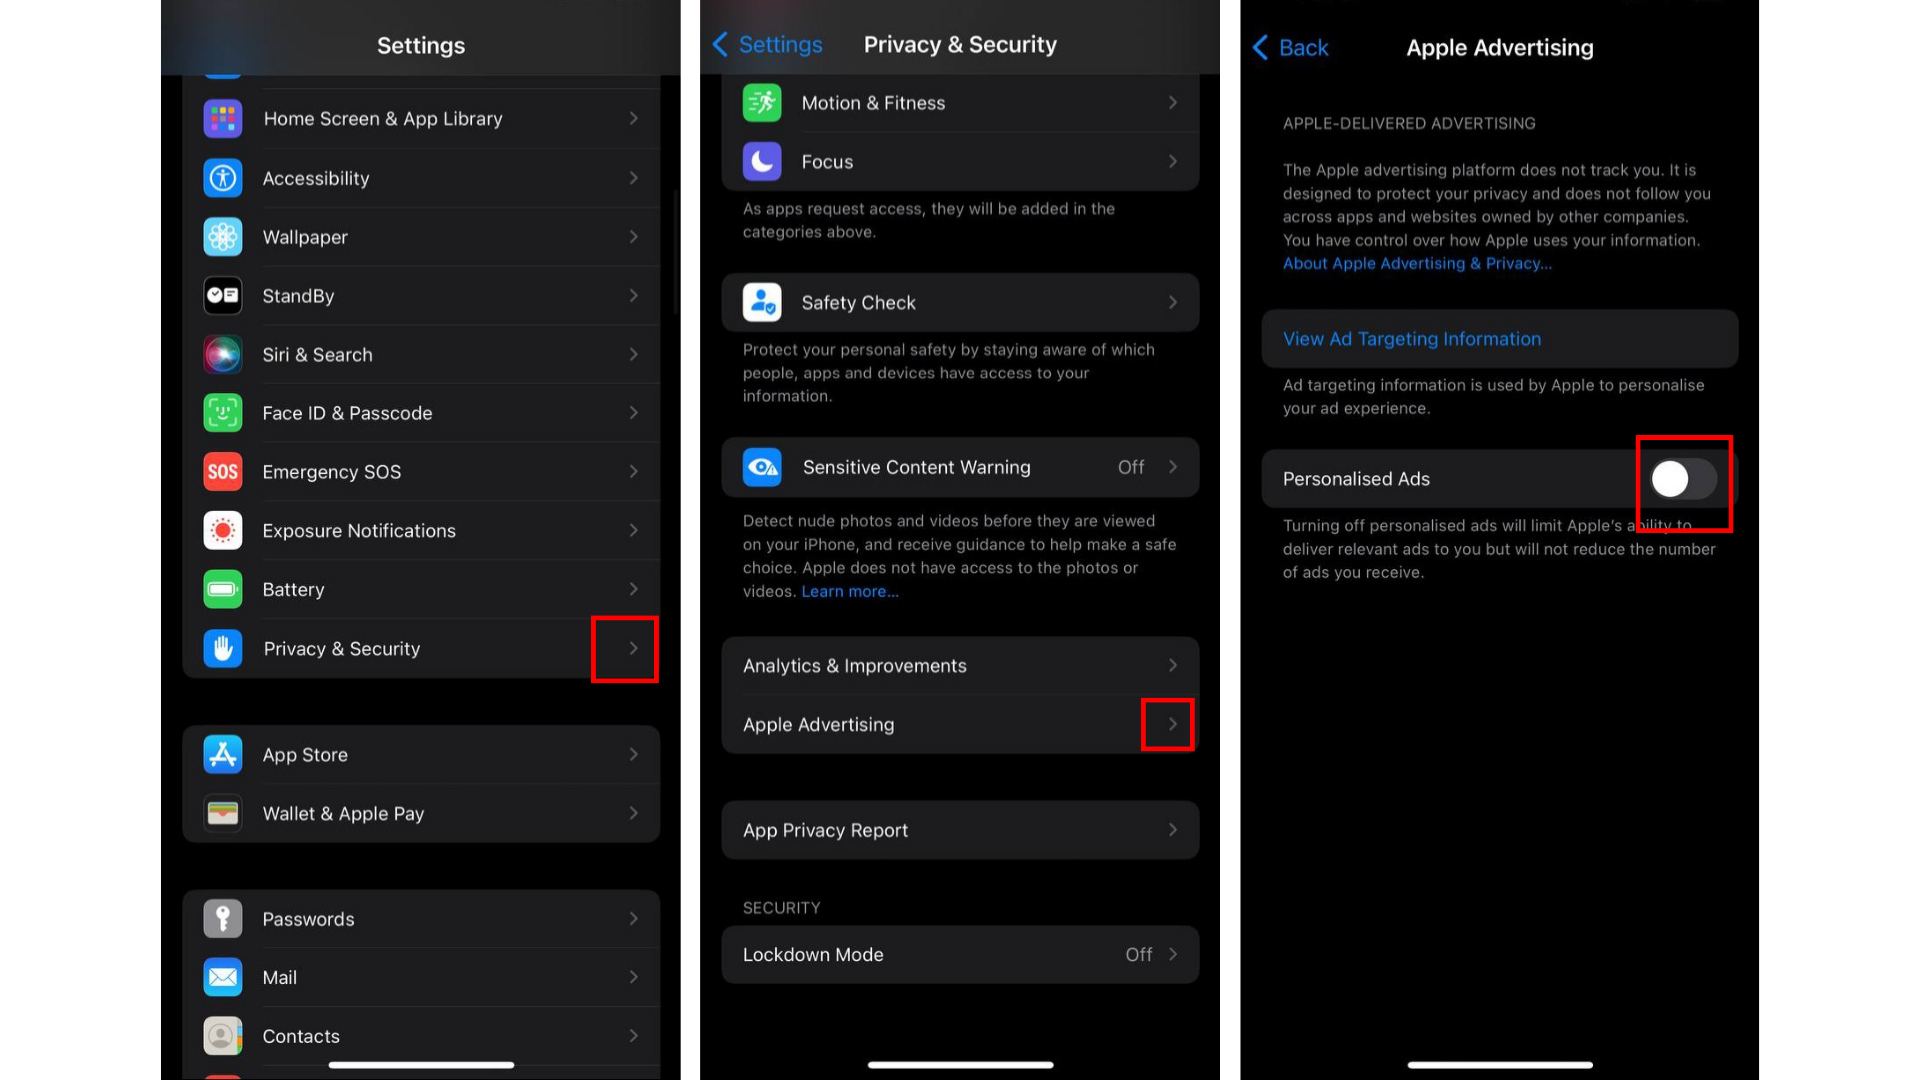 Settings
Home Screen & App Library
Accessibility
Wallpaper
StandBy
Siri & Search
Face ID & Passcode
SOS
Emergency SOS
Exposure Notifications
Battery
Privacy & Security
App Store
Wallet & Apple Pay
Passwords
Mail
Contacts
Settings
Privacy & Security
Motion & Fitness
Focus
As apps request access, they will be added in the
categories above.
Safety Check
Protect your personal safety by staying aware of which
people, apps and devices have access to your
information.
Sensitive Content Warning
Off
Detect nude photos and videos before they are viewed
on your iPhone, and receive guidance to help make a safe
choice. Apple does not have access to the photos or
videos. Learn more...
Analytics & Improvements
Apple Advertising
App Privacy Report
SECURITY
Lockdown Mode
Off
Back
Apple Advertising
APPLE-DELIVERED ADVERTISING
The Apple advertising platform does not track you. It is
designed to protect your privacy and does not follow you
across apps and websites owned by other companies.
You have control over how Apple uses your information.
About Apple Advertising & Privacy...
View Ad Targeting Information
Ad targeting information is used by Apple to personalise
your ad experience.
Personalised Ads
Turning off personalised ads will limit Apple's ability to
deliver relevant ads to you but will not reduce the number
of ads you receive.